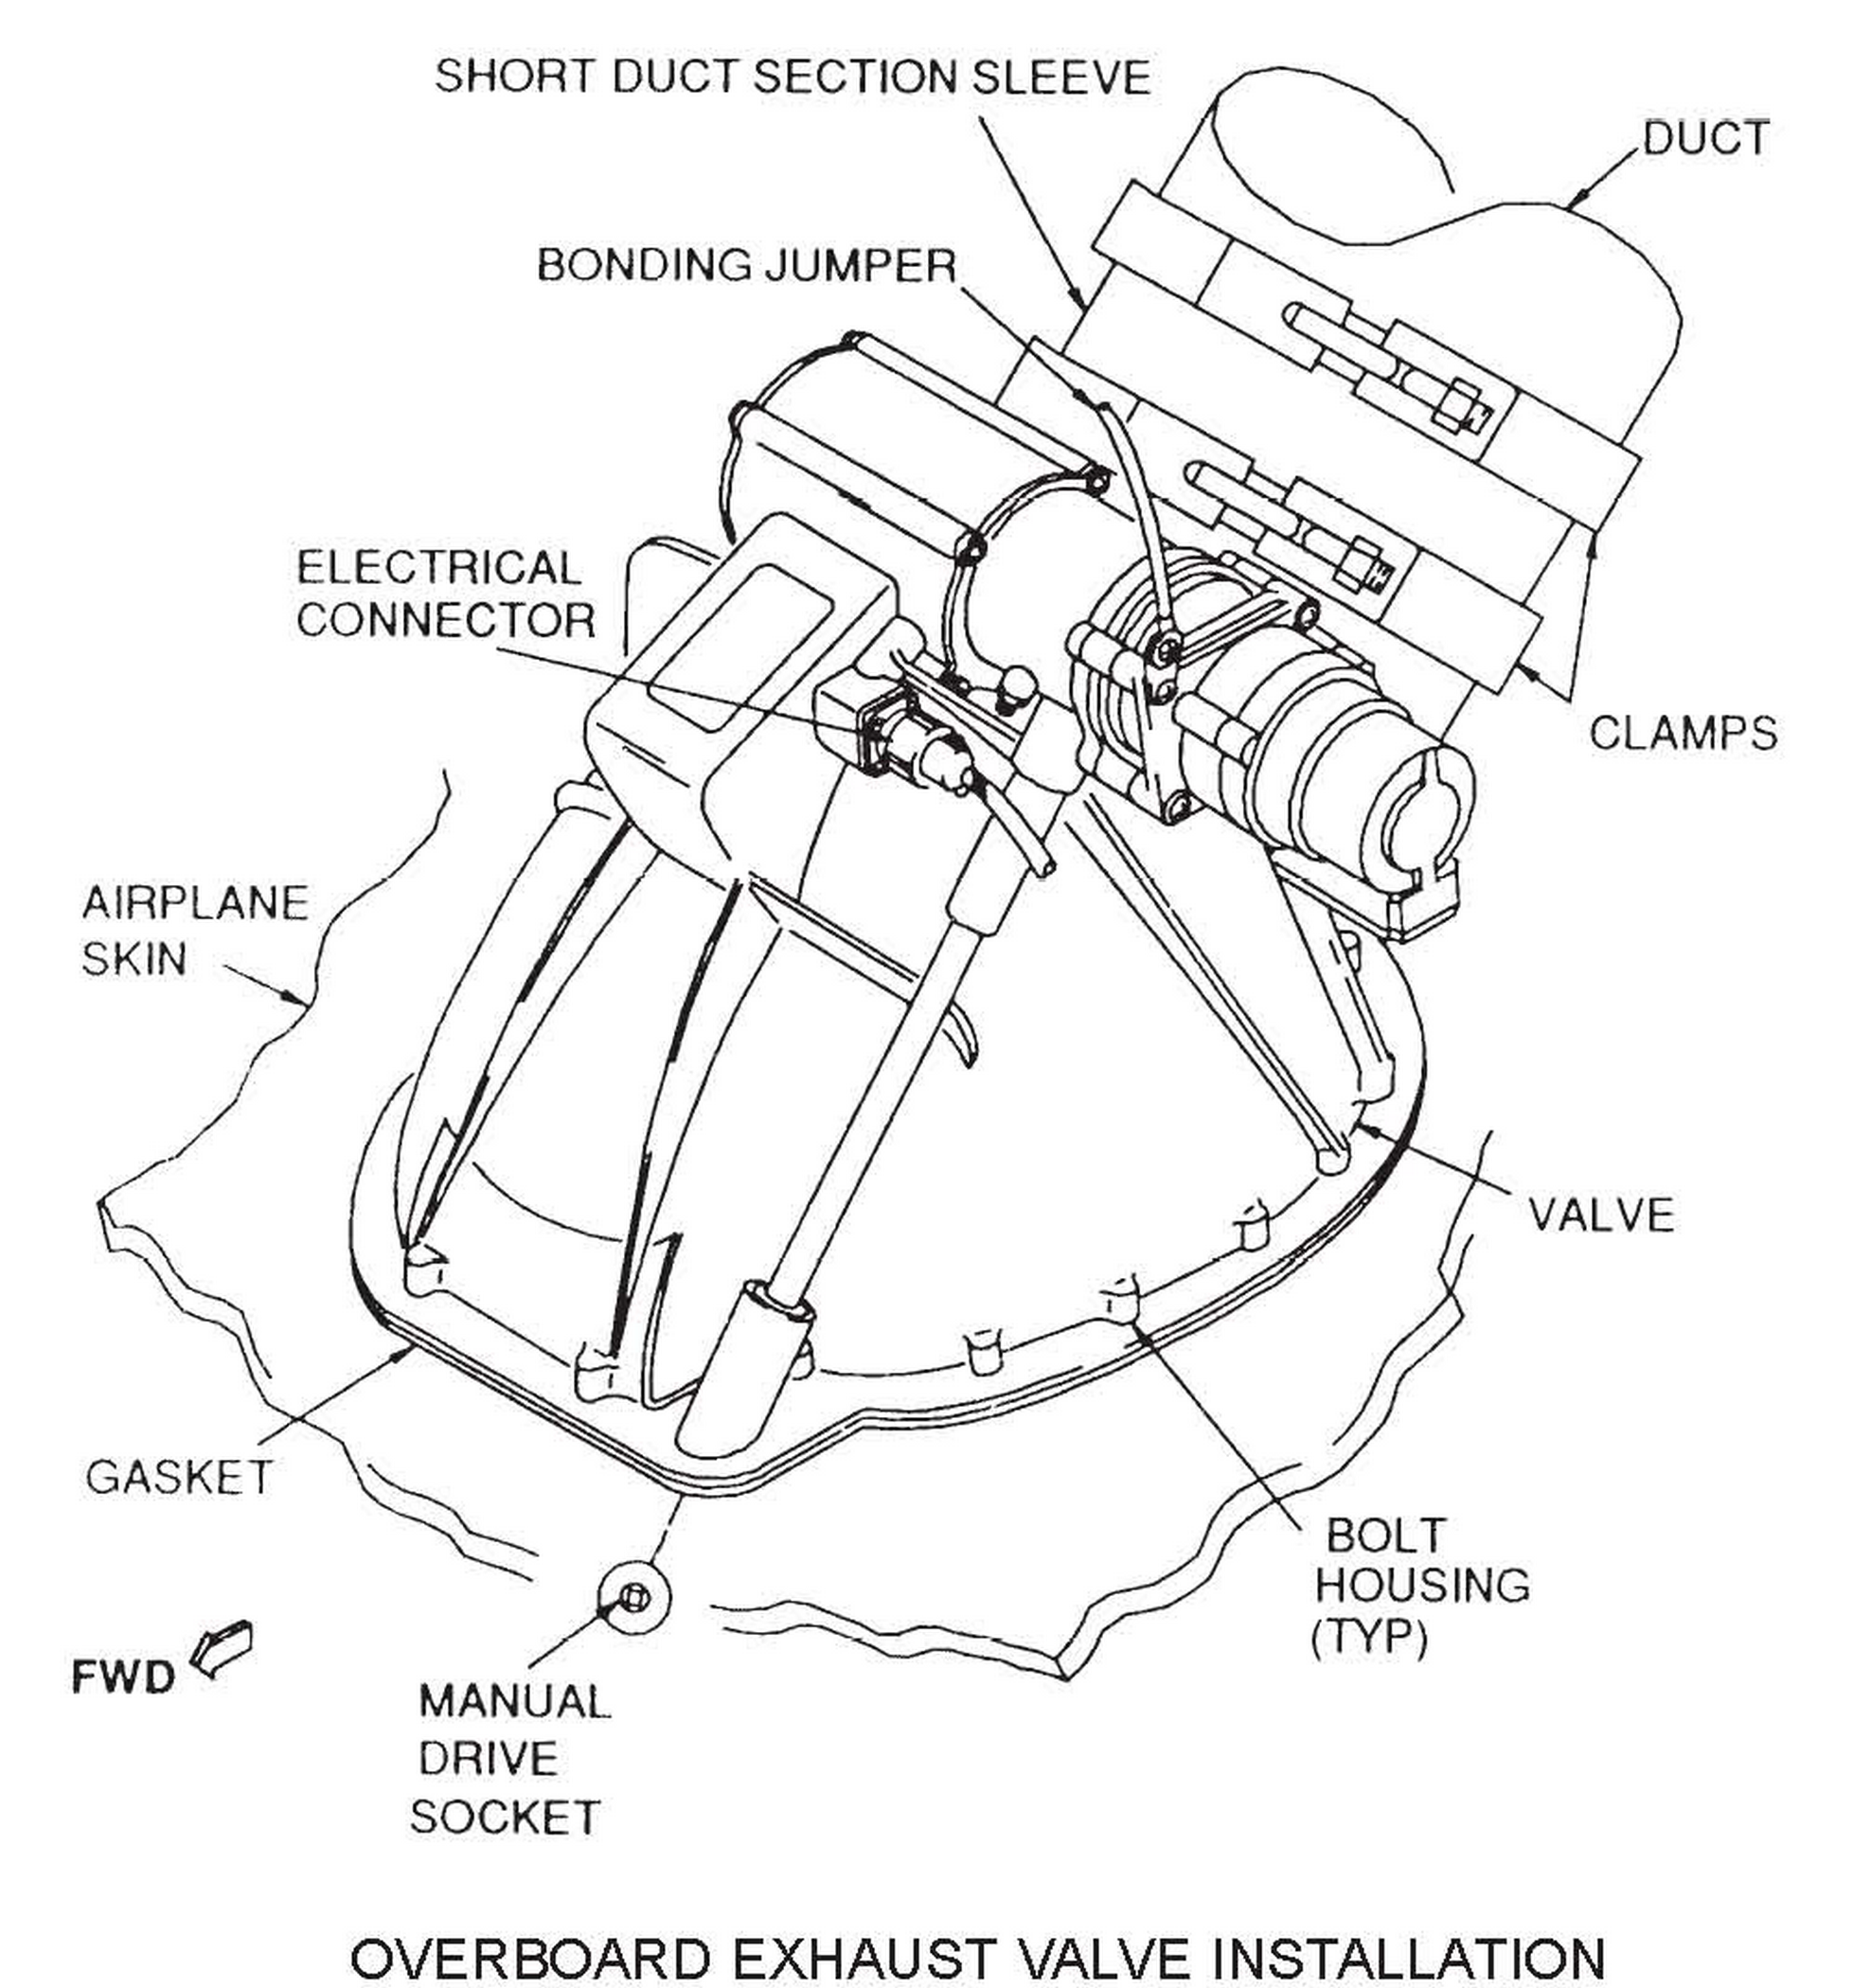 SHORT DUCT SECTION SLEEVE
DUCT
BONDING JUMPER
ELECTRICAL
CONNECTOR
CLAMPS
AIRPLANE
SKIN
VALVE
GASKET
BOLT
HOUSING
(TYP)
FWD
MANUAL
DRIVE
SOCKET
OVERBOARD EXHAUST VALVE INSTALLATION